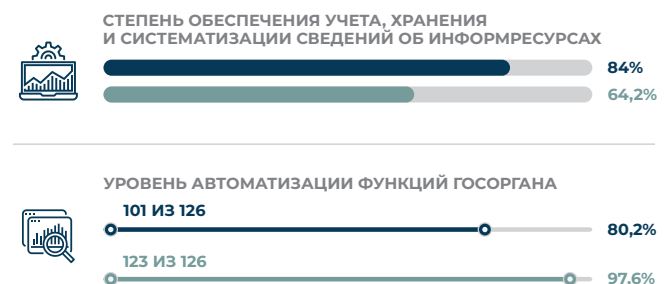 СТЕПЕНЬ ОБЕСПЕЧЕНИЯ УЧЕТА, ХРАНЕНИЯ
И СИСТЕМАТИЗАЦИИ СВЕДЕНИЙ ОБ ИНФОРМРЕСУРСАХ
84%
64,2%
УРОВЕНЬ АВТОМАТИЗАЦИИ ФУНКЦИЙ ГОСОРГАНА
101 ИЗ 126
80,2%
123 ИЗ 126
97,6%